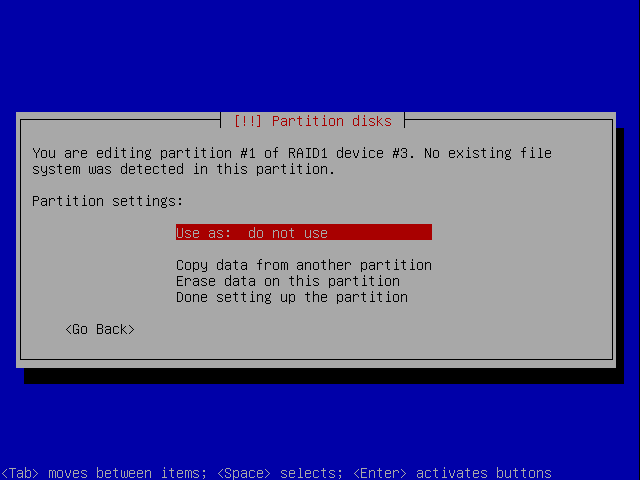 [!!] Partition disks
You are editing partition #1 of RAID1 device #3. No existing file
system was detected in this partition.
Partition settings:
Use as: do not use
Copy data from another partition
Erase data on this partition
Done setting up the partition
<Go Back>
<Tab> moves between items; <Space> selects; <Enter> activates buttons